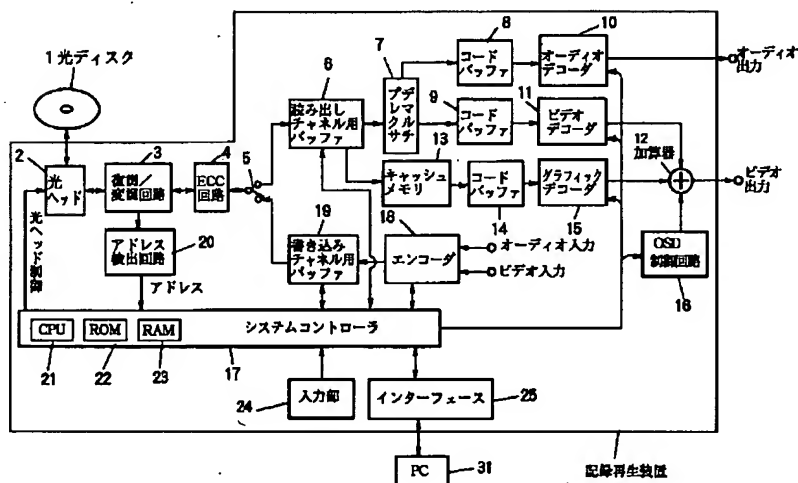 1 光ディスク
2
光
ヘッド
3
復調/
変調回路
4
ECC
回路
5
6
読み出し
チャネル用
バッファ
7
デマルチ
プレクサ
8
コード
バッファ
10
オーディオ
デコーダ
オーディオ
出力
9
コード
バッファ
11
ビデオ
デコーダ
12
加算器
13
キャッシュ
メモリ
コード
バッファ
14
グラフィック
デコーダ
15
ビデオ
出力
光ヘッド制御
アドレス
検出回路
20
アドレス
19
書き込み
チャネル用
バッファ
18
エンコーダ
オーディオ入力
ビデオ入力
OSD
制御回路
16
CPU
ROM
RAM
システムコントローラ
21
22
23
17
24
入力部
インターフェース
25
PC
31
記録再生装置